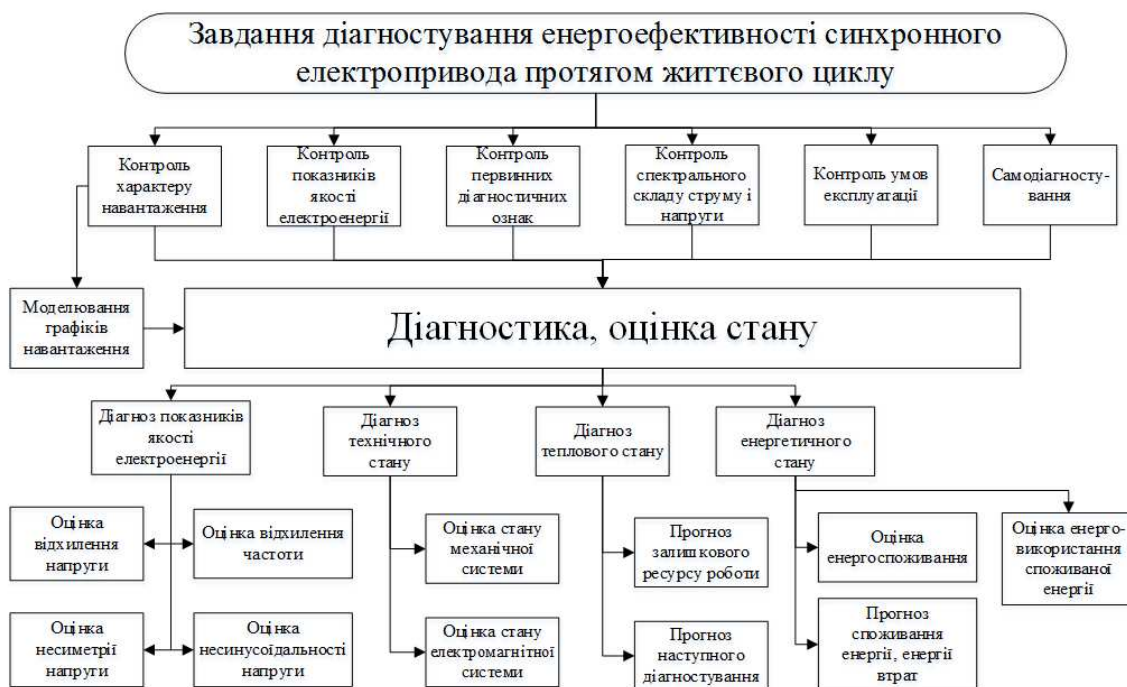 Завдання діагностування енергоефективності синхронного
електропривода протягом життєвого циклу
Контроль
характеру
навантаження
Контроль
показників
якості
електроенергії
Контроль
первинних
діагностичних
ознак
Контроль
спектрального
складу струму і
напруги
Контроль умов
експлуатації
Самодіагносту-
вання
Моделювання
графіків
навантаження
Діагностика, оцінка стану
Діагноз показників
якості
електроенергії
Діагноз
технічного
стану
Діагноз
теплового стану
Діагноз
енергетичного
стану
Оцінка
відхилення
напруги
Оцінка відхилення
частоти
Оцінка стану
механічної
системи
Прогноз
залишкового
ресурсу роботи
Оцінка
енергоспоживання
Оцінка енерго-
використання
споживаної
енергії
Оцінка
несиметрії
напруги
Оцінка
несинусоїдальності
напруги
Оцінка стану
електромагнітної
системи
Прогноз
наступного
діагностування
Прогноз
споживання
енергії, енергії
втрат